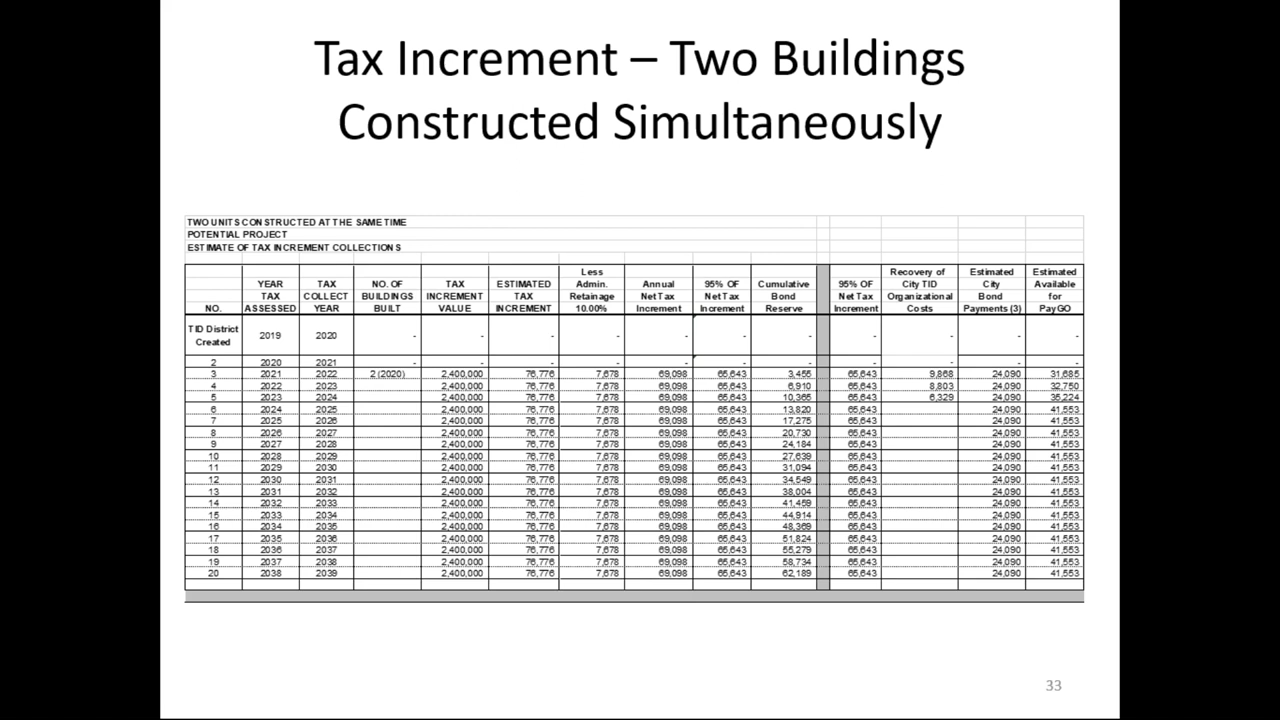 Tax Increment – Two Buildings
Constructed Simultaneously
TWO UNITS CONSTRUCTED AT THE SAME TIME
POTENTIAL PROJECT
ESTIMATE OF TAX INCREMENT COLLECTIONS
Less Recovery of Estimated Estimated
YEAR TAX NO. OF TAX ESTIMATED Admin. Annual 95% OF Cumulative 95% OF City TID City Available
TAX COLLECT BUILDINGS INCREMENT TAX Retainage Net Tax Net Tax Bond Net Tax Organizational Bond for
NO. ASSESSED YEAR BUILT VALUE INCREMENT 10.00% Increment Increment Reserve Increment Costs Payments (3) PayGO
TID District
Created 2019 2020 - - - - - - - - - - -
2 2020 2021 - - - - - - - - - - -
3 2021 2022 2 (2020) 2,400,000 76,776 7,678 69,098 65,643 3,455 65,643 9,868 24,090 31,685
4 2022 2023 2,400,000 76,776 7,678 69,098 65,643 6,910 65,643 8,803 24,090 32,750
5 2023 2024 2,400,000 76,776 7,678 69,098 65,643 10,365 65,643 6,329 24,090 35,224
6 2024 2025 2,400,000 76,776 7,678 69,098 65,643 13,820 65,643 24,090 41,553
7 2025 2026 2,400,000 76,776 7,678 69,098 65,643 17,275 65,643 24,090 41,553
8 2026 2027 2,400,000 76,776 7,678 69,098 65,643 20,730 65,643 24,090 41,553
9 2027 2028 2,400,000 76,776 7,678 69,098 65,643 24,184 65,643 24,090 41,553
10 2028 2029 2,400,000 76,776 7,678 69,098 65,643 27,639 65,643 24,090 41,553
11 2029 2030 2,400,000 76,776 7,678 69,098 65,643 31,094 65,643 24,090 41,553
12 2030 2031 2,400,000 76,776 7,678 69,098 65,643 34,549 65,643 24,090 41,553
13 2031 2032 2,400,000 76,776 7,678 69,098 65,643 38,004 65,643 24,090 41,553
14 2032 2033 2,400,000 76,776 7,678 69,098 65,643 41,459 65,643 24,090 41,553
15 2033 2034 2,400,000 76,776 7,678 69,098 65,643 44,914 65,643 24,090 41,553
16 2034 2035 2,400,000 76,776 7,678 69,098 65,643 48,369 65,643 24,090 41,553
17 2035 2036 2,400,000 76,776 7,678 69,098 65,643 51,824 65,643 24,090 41,553
18 2036 2037 2,400,000 76,776 7,678 69,098 65,643 55,279 65,643 24,090 41,553
19 2037 2038 2,400,000 76,776 7,678 69,098 65,643 58,734 65,643 24,090 41,553
20 2038 2039 2,400,000 76,776 7,678 69,098 65,643 62,189 65,643 24,090 41,553
33